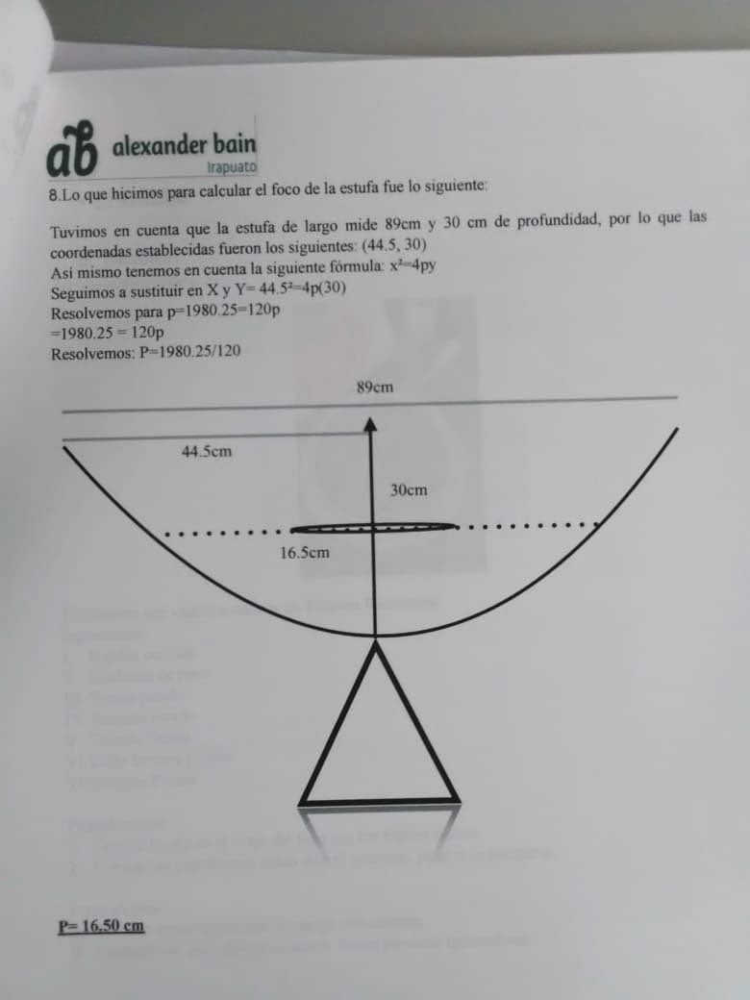 ab alexander bain
Irapuato
8.Lo que hicimos para calcular el foco de la estufa fue lo siguiente:
Tuvimos en cuenta que la estufa de largo mide 89cm y 30 cm de profundidad, por lo que las
coordenadas establecidas fueron los siguientes: (44.5, 30)
Así mismo tenemos en cuenta la siguiente fórmula: x²=4py
Seguimos a sustituir en X y Y= 44.5²=4p(30)
Resolvemos para p=1980.25=120p
=1980.25 = 120p
Resolvemos: P=1980.25/120
89cm
44.5cm
30cm
16.5cm
P= 16.50 cm